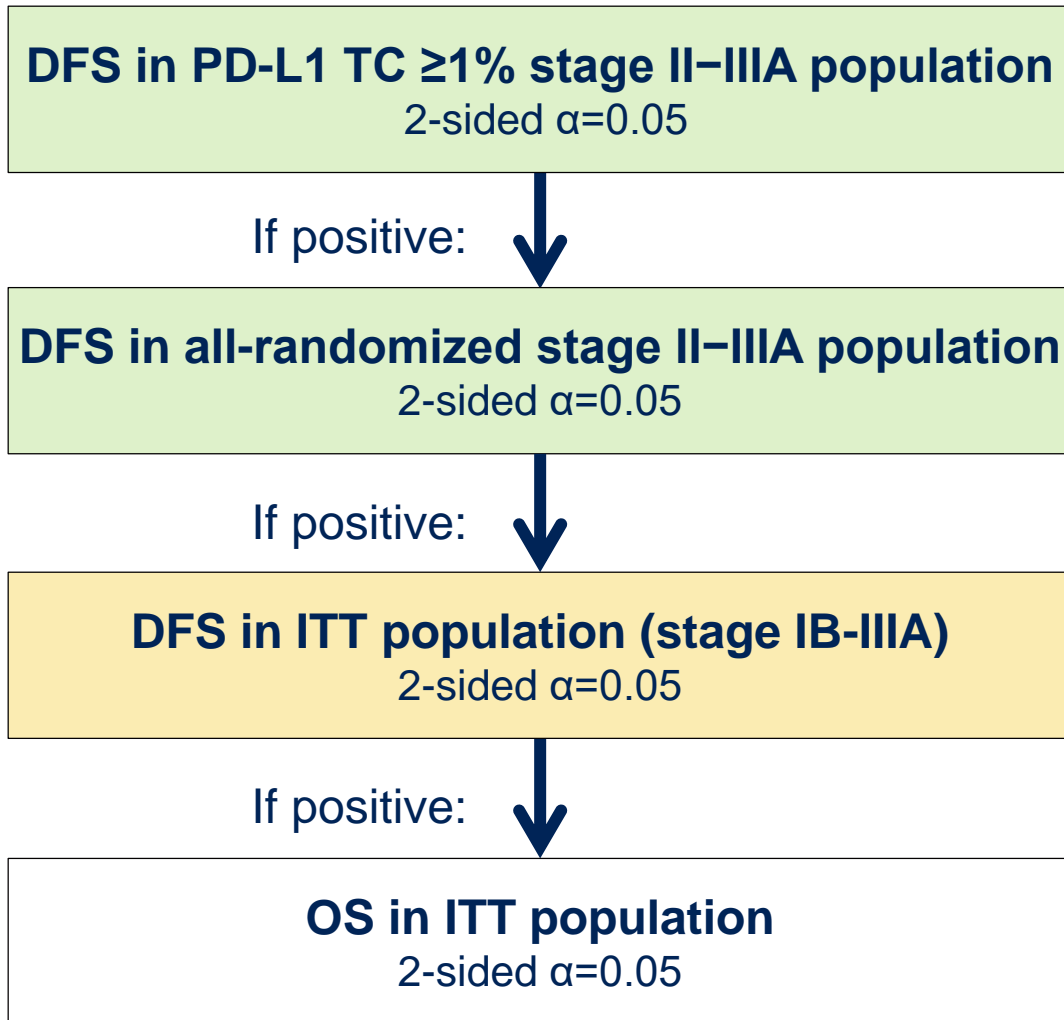 DFS in PD-L1 TC ≥1% stage II−IIIA population
2-sided α=0.05
If positive:
DFS in all-randomized stage II−IIIA population
2-sided α=0.05
If positive:
DFS in ITT population (stage IB-IIIA)
2-sided α=0.05
If positive:
OS in ITT population
2-sided α=0.05